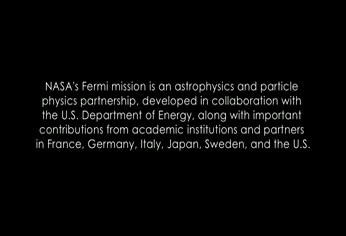 NASA's Fermi mission is an astrophysics and particle
physics partnership, developed in collaboration with
the U.S. Department of Energy, along with important
contributions from academic institutions and partners
in France, Germany, Italy, Japan, Sweden, and the U.S.